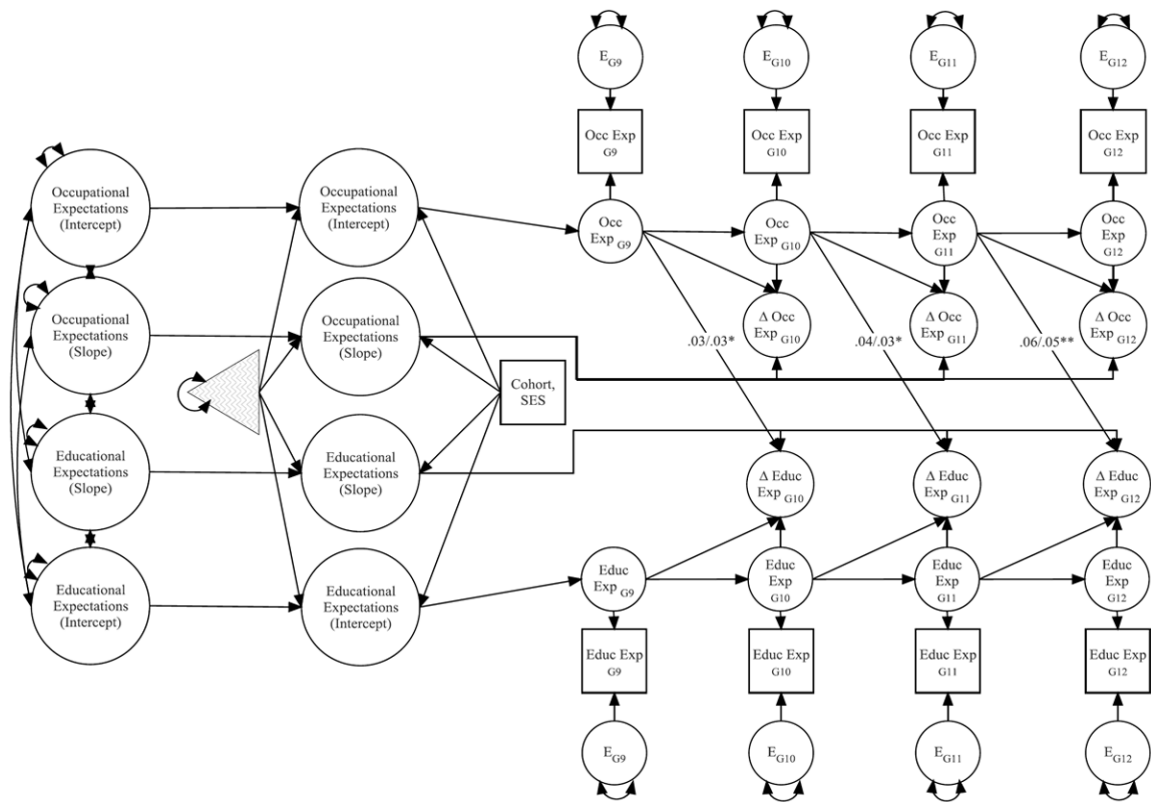 E G9
E G10
E G11
E G12
Occ Exp
G9
Occ Exp
G10
Occ Exp
G11
Occ Exp
G12
Occupational
Expectations
(Intercept)
Occupational
Expectations
(Intercept)
Occ
Exp G9
Occ
Exp G10
Occ
Exp
G11
Occ
Exp
G12
Occupational
Expectations
(Slope)
Occupational
Expectations
(Slope)
Δ Occ
Exp G10
Δ Occ
Exp G11
Δ Occ
Exp G12
.03/.03*
.04/.03*
.06/.05**
Cohort,
SES
Educational
Expectations
(Slope)
Educational
Expectations
(Slope)
Δ Educ
Exp G10
Δ Educ
Exp G11
Δ Educ
Exp G12
Educational
Expectations
(Intercept)
Educational
Expectations
(Intercept)
Educ
Exp G9
Educ
Exp
G10
Educ
Exp
G11
Educ
Exp
G12
Educ Exp
G9
Educ Exp
G10
Educ Exp
G11
Educ Exp
G12
E G9
E G10
E G11
E G12